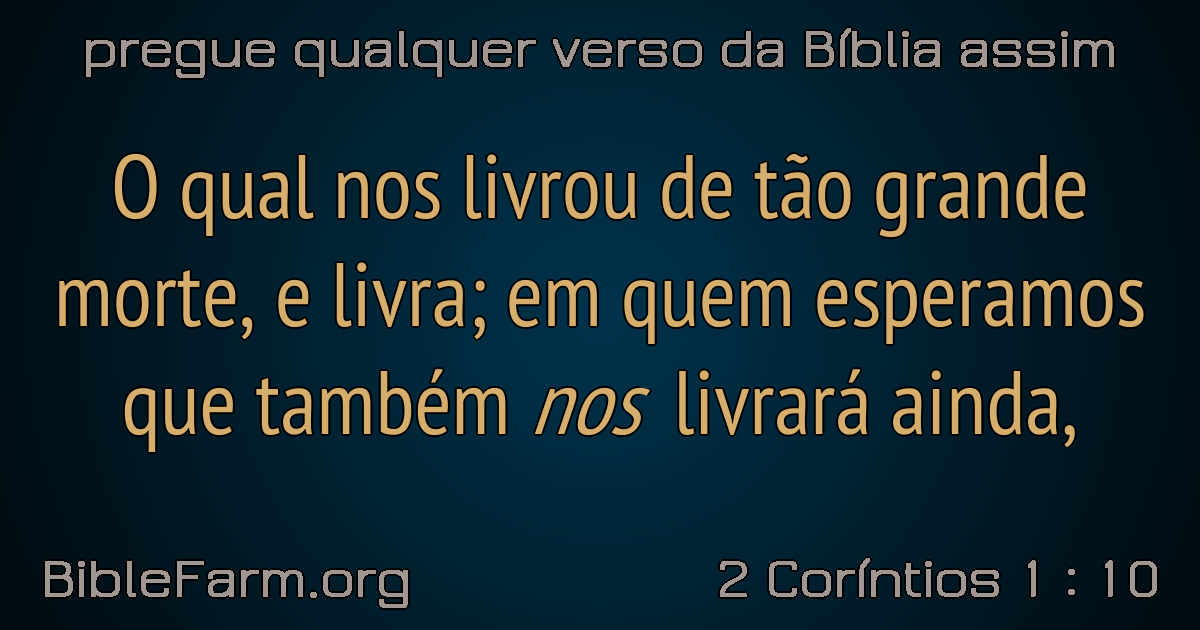 pregue qualquer verso da Bíblia assim
O qual nos livrou de tão grande
morte, e livra; em quem esperamos
que também nos livrará ainda,
BibleFarm.org
2 Coríntios 1 : 10